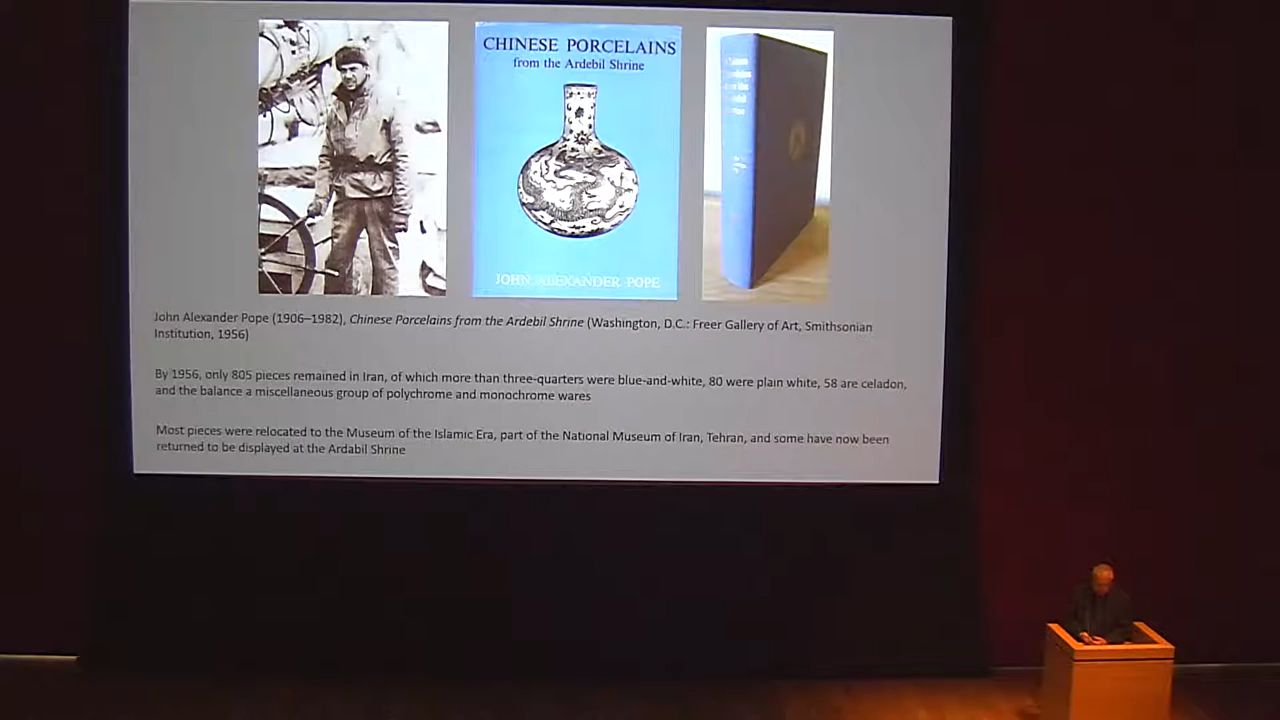 CHINESE PORCELAINS
from the Ardebil Shrine
JOHN ALEXANDER POPE
John Alexander Pope (1906–1982), Chinese Porcelains from the Ardebil Shrine (Washington, D.C.: Freer Gallery of Art, Smithsonian
Institution, 1956)
By 1956, only 805 pieces remained in Iran, of which more than three-quarters were blue-and-white, 80 were plain white, 58 are celadon,
and the balance a miscellaneous group of polychrome and monochrome wares
Most pieces were relocated to the Museum of the Islamic Era, part of the National Museum of Iran, Tehran, and some have now been
returned to be displayed at the Ardabil Shrine